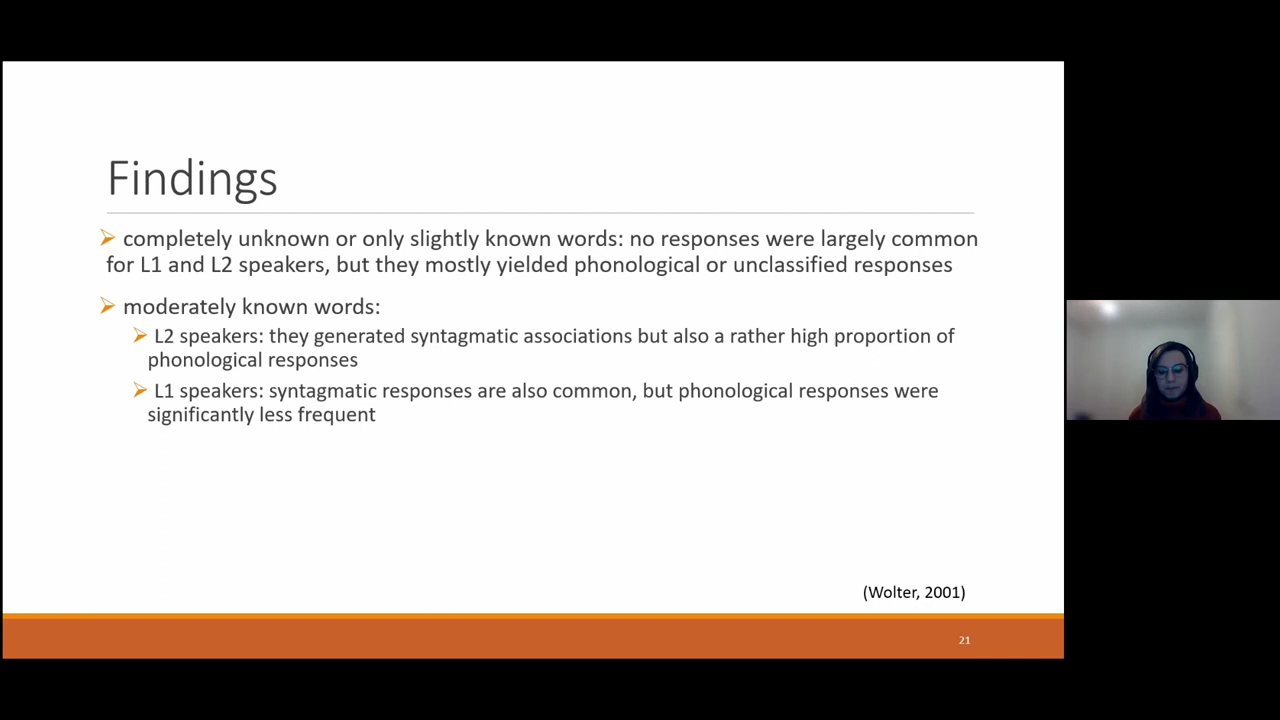 Findings
completely unknown or only slightly known words: no responses were largely common
for L1 and L2 speakers, but they mostly yielded phonological or unclassified responses
moderately known words:
L2 speakers: they generated syntagmatic associations but also a rather high proportion of
phonological responses
L1 speakers: syntagmatic responses are also common, but phonological responses were
significantly less frequent
(Wolter, 2001)
21